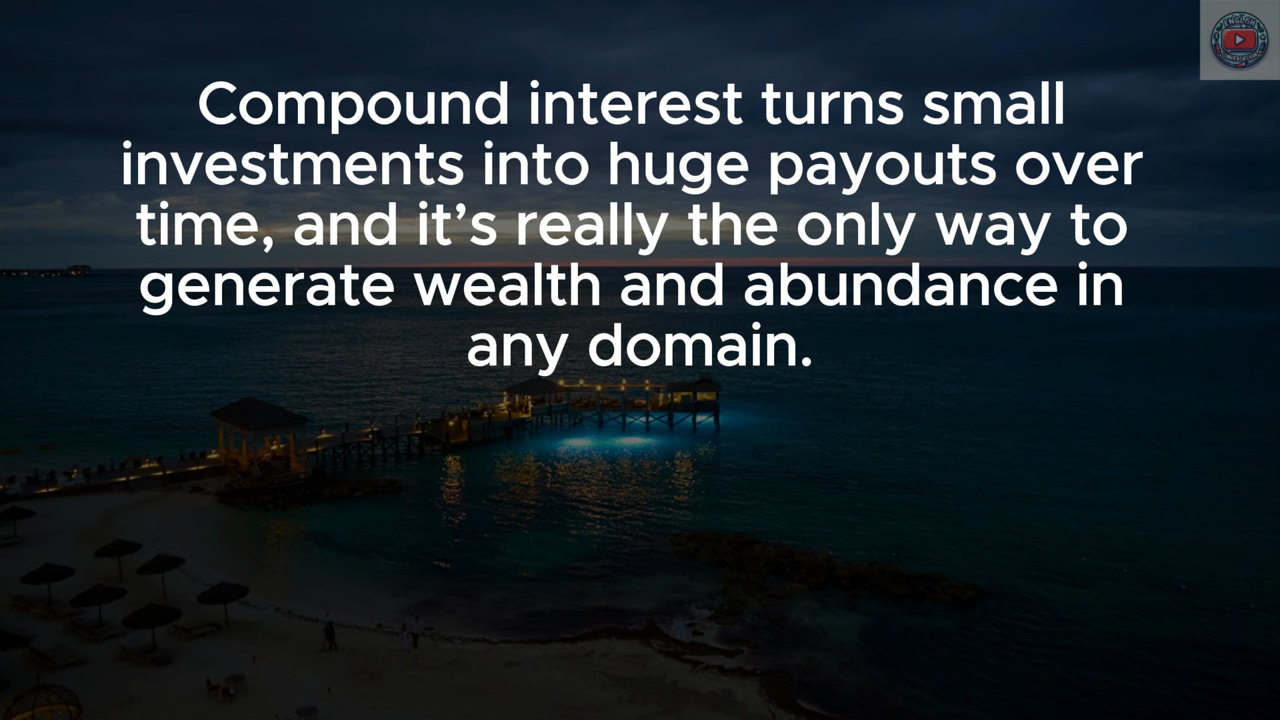 Compound interest turns small
investments into huge payouts over
time, and it’s really the only way to
generate wealth and abundance in
any domain.
ENGLISH